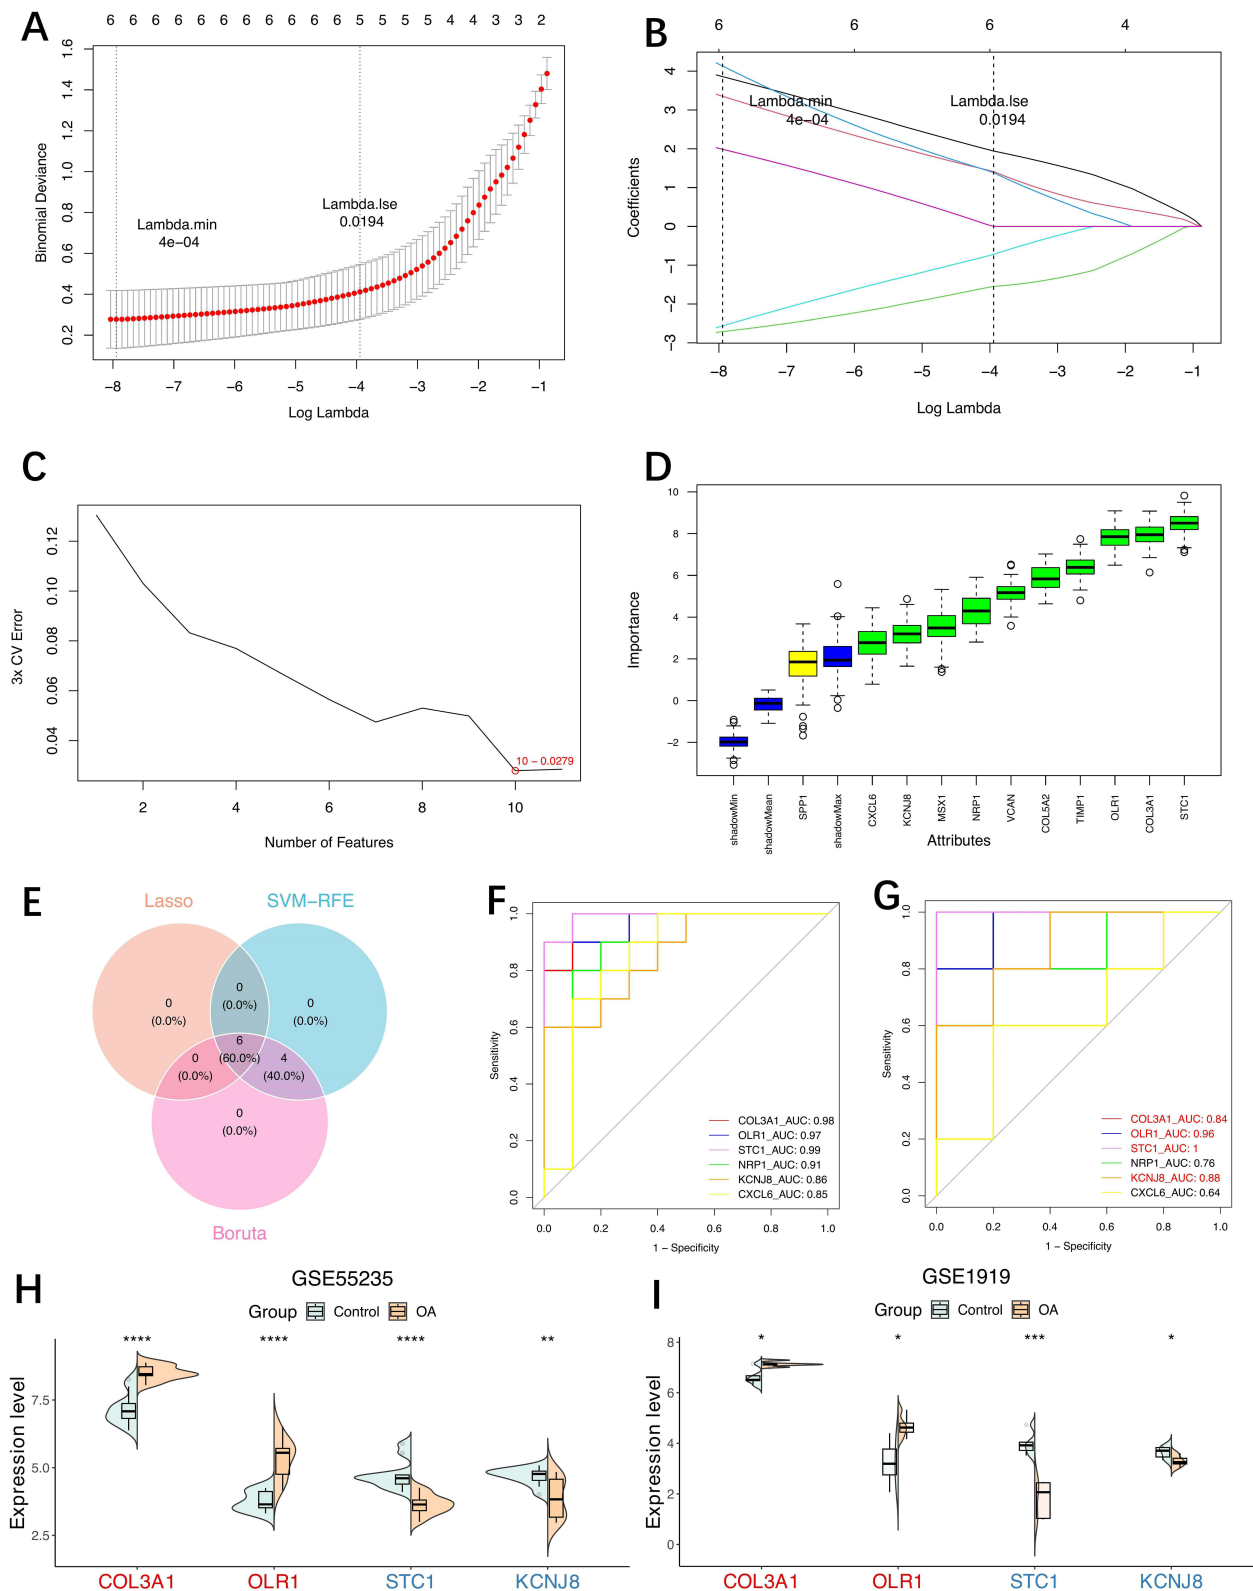 A
6 6 6 6 6 6 6 6 5 5 5 4 4 3 3 2
Binomial Deviance
0.2 0.4 0.6 0.8 1.0 1.2 1.4 1.6
Lambda.min
4e−04
Lambda.lse
0.0194
−8 −7 −6 −5 −4 −3 −2 −1
Log Lambda
B
6 6 6 4
Coefficients
4
3
2
1
0
−1
−2
−3
Lambda.min
4e−04
Lambda.lse
0.0194
−8 −7 −6 −5 −4 −3 −2 −1
Log Lambda
C
3x CV Error
0.04 0.06 0.08 0.10 0.12
10 − 0.0279
2 4 6 8 10
Number of Features
D
Importance
10
8
6
4
2
0
−2
shadowMin
shadowMean
SPP1
shadowMax
CXCL6
KCNJ8
MSX1
NRP1
VCAN
COL5A2
TIMP1
OLR1
COL3A1
STC1
Attributes
E
Lasso
SVM−RFE
0
(0.0%)
0
(0.0%)
0
(0.0%)
6
(60.0%)
0
(0.0%)
4
(40.0%)
0
(0.0%)
Boruta
F
Sensitivity
0.0 0.2 0.4 0.6 0.8 1.0
COL3A1_AUC: 0.98
OLR1_AUC: 0.97
STC1_AUC: 0.99
NRP1_AUC: 0.91
KCNJ8_AUC: 0.86
CXCL6_AUC: 0.85
0.0 0.2 0.4 0.6 0.8 1.0
1 − Specificity
G
Sensitivity
0.0 0.2 0.4 0.6 0.8 1.0
COL3A1_AUC: 0.84
OLR1_AUC: 0.96
STC1_AUC: 1
NRP1_AUC: 0.76
KCNJ8_AUC: 0.88
CXCL6_AUC: 0.64
0.0 0.2 0.4 0.6 0.8 1.0
1 − Specificity
H
GSE55235
Group Control OA
**** **** **** **
Expression level
7.5
5.0
2.5
COL3A1 OLR1 STC1 KCNJ8
I
GSE1919
Group Control OA
* * *** *
Expression level
8
6
4
2
0
COL3A1 OLR1 STC1 KCNJ8